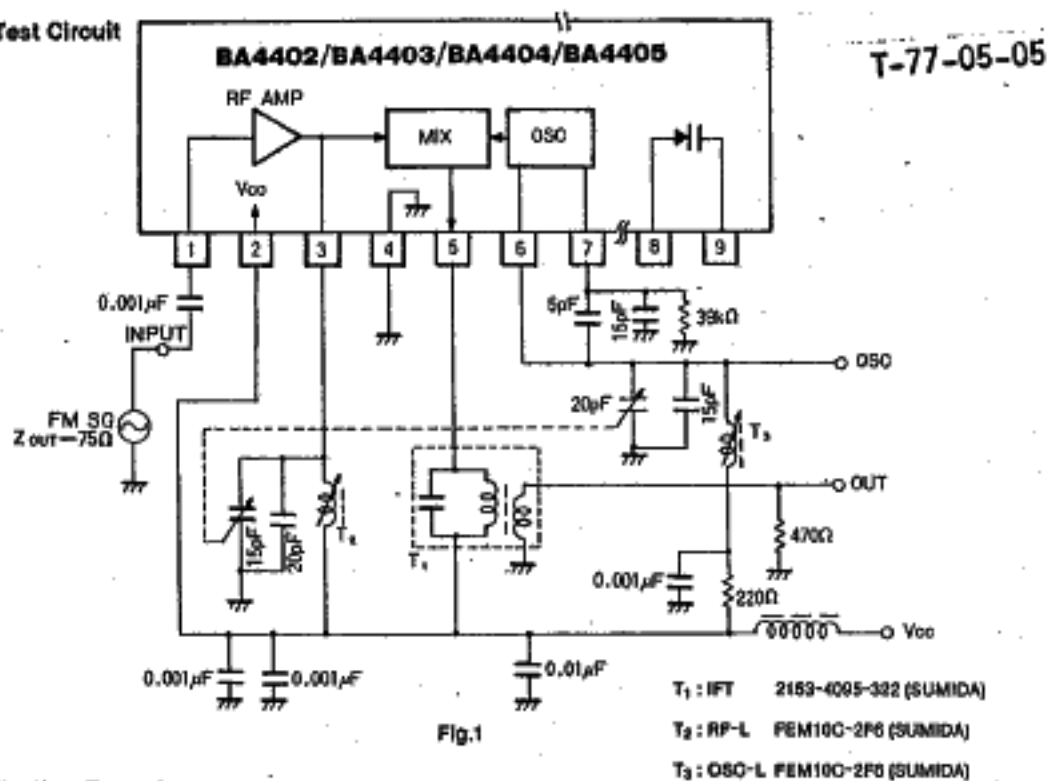 Test Circuit
T-77-05-05
BA4402/BA4403/BA4404/BA4405
RF AMP
MIX
OSC
Vcc
1
2
3
4
5
6
7
8
9
0.001μF
INPUT
FM SG
Z OUT=75Ω
5pF
15pF
39kΩ
OSC
20pF
15pF
T3
OUT
470Ω
15pF
20pF
T2
T1
0.001μF
220Ω
Vcc
0.001μF
0.001μF
0.01μF
Fig.1
T1 : IFT 2153-4095-322 (SUMIDA)
T2 : RF-L FEM10C-2F6 (SUMIDA)
T3 : OSC-L FEM10C-2F6 (SUMIDA)